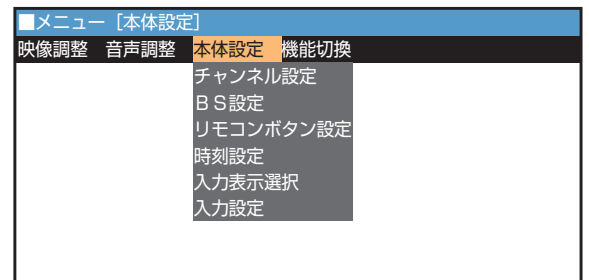 ■メニュー［本体設定］
映像調整 音声調整 本体設定 機能切換
チャンネル設定
ＢＳ設定
リモコンボタン設定
時刻設定
入力表示選択
入力設定